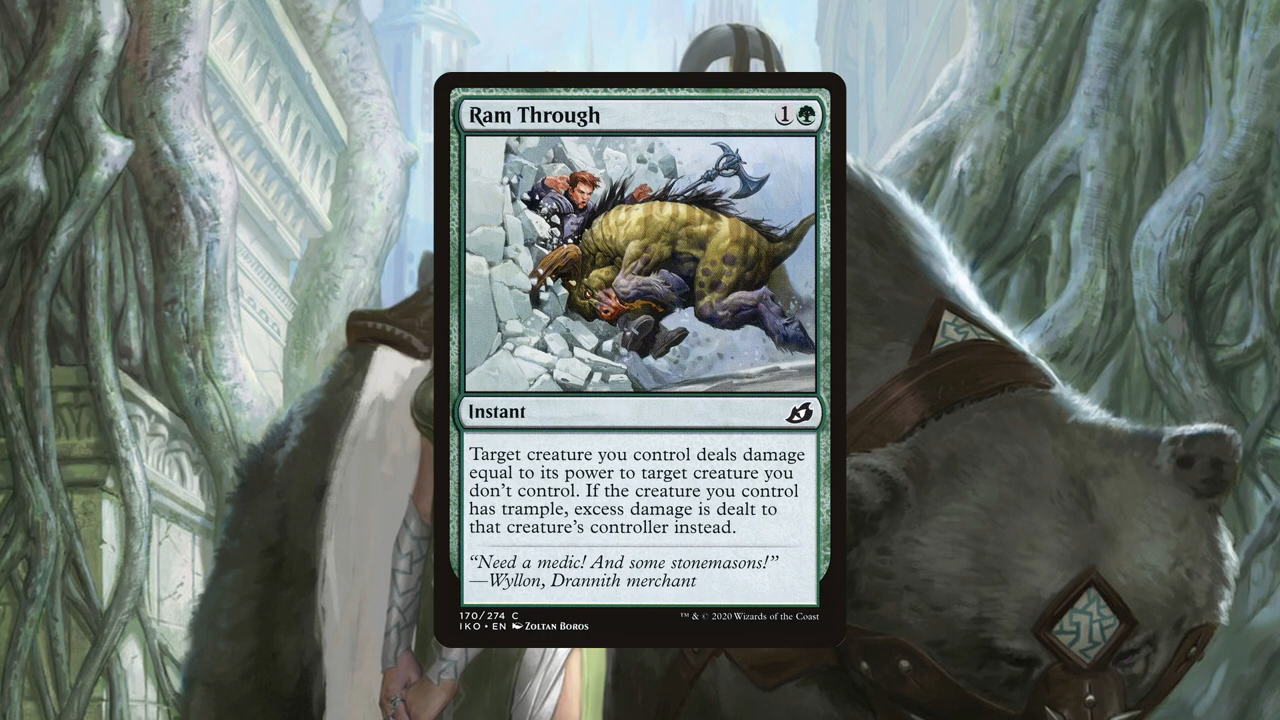 Ram Through
1
Instant
Target creature you control deals damage
equal to its power to target creature you
don't control. If the creature you control
has trample, excess damage is dealt to
that creature's controller instead.
“Need a medic! And some stonemasons!”
—Wyllon, Drannith merchant
170/274 C
IKO • EN Zoltan Boros
™ & © 2020 Wizards of the Coast